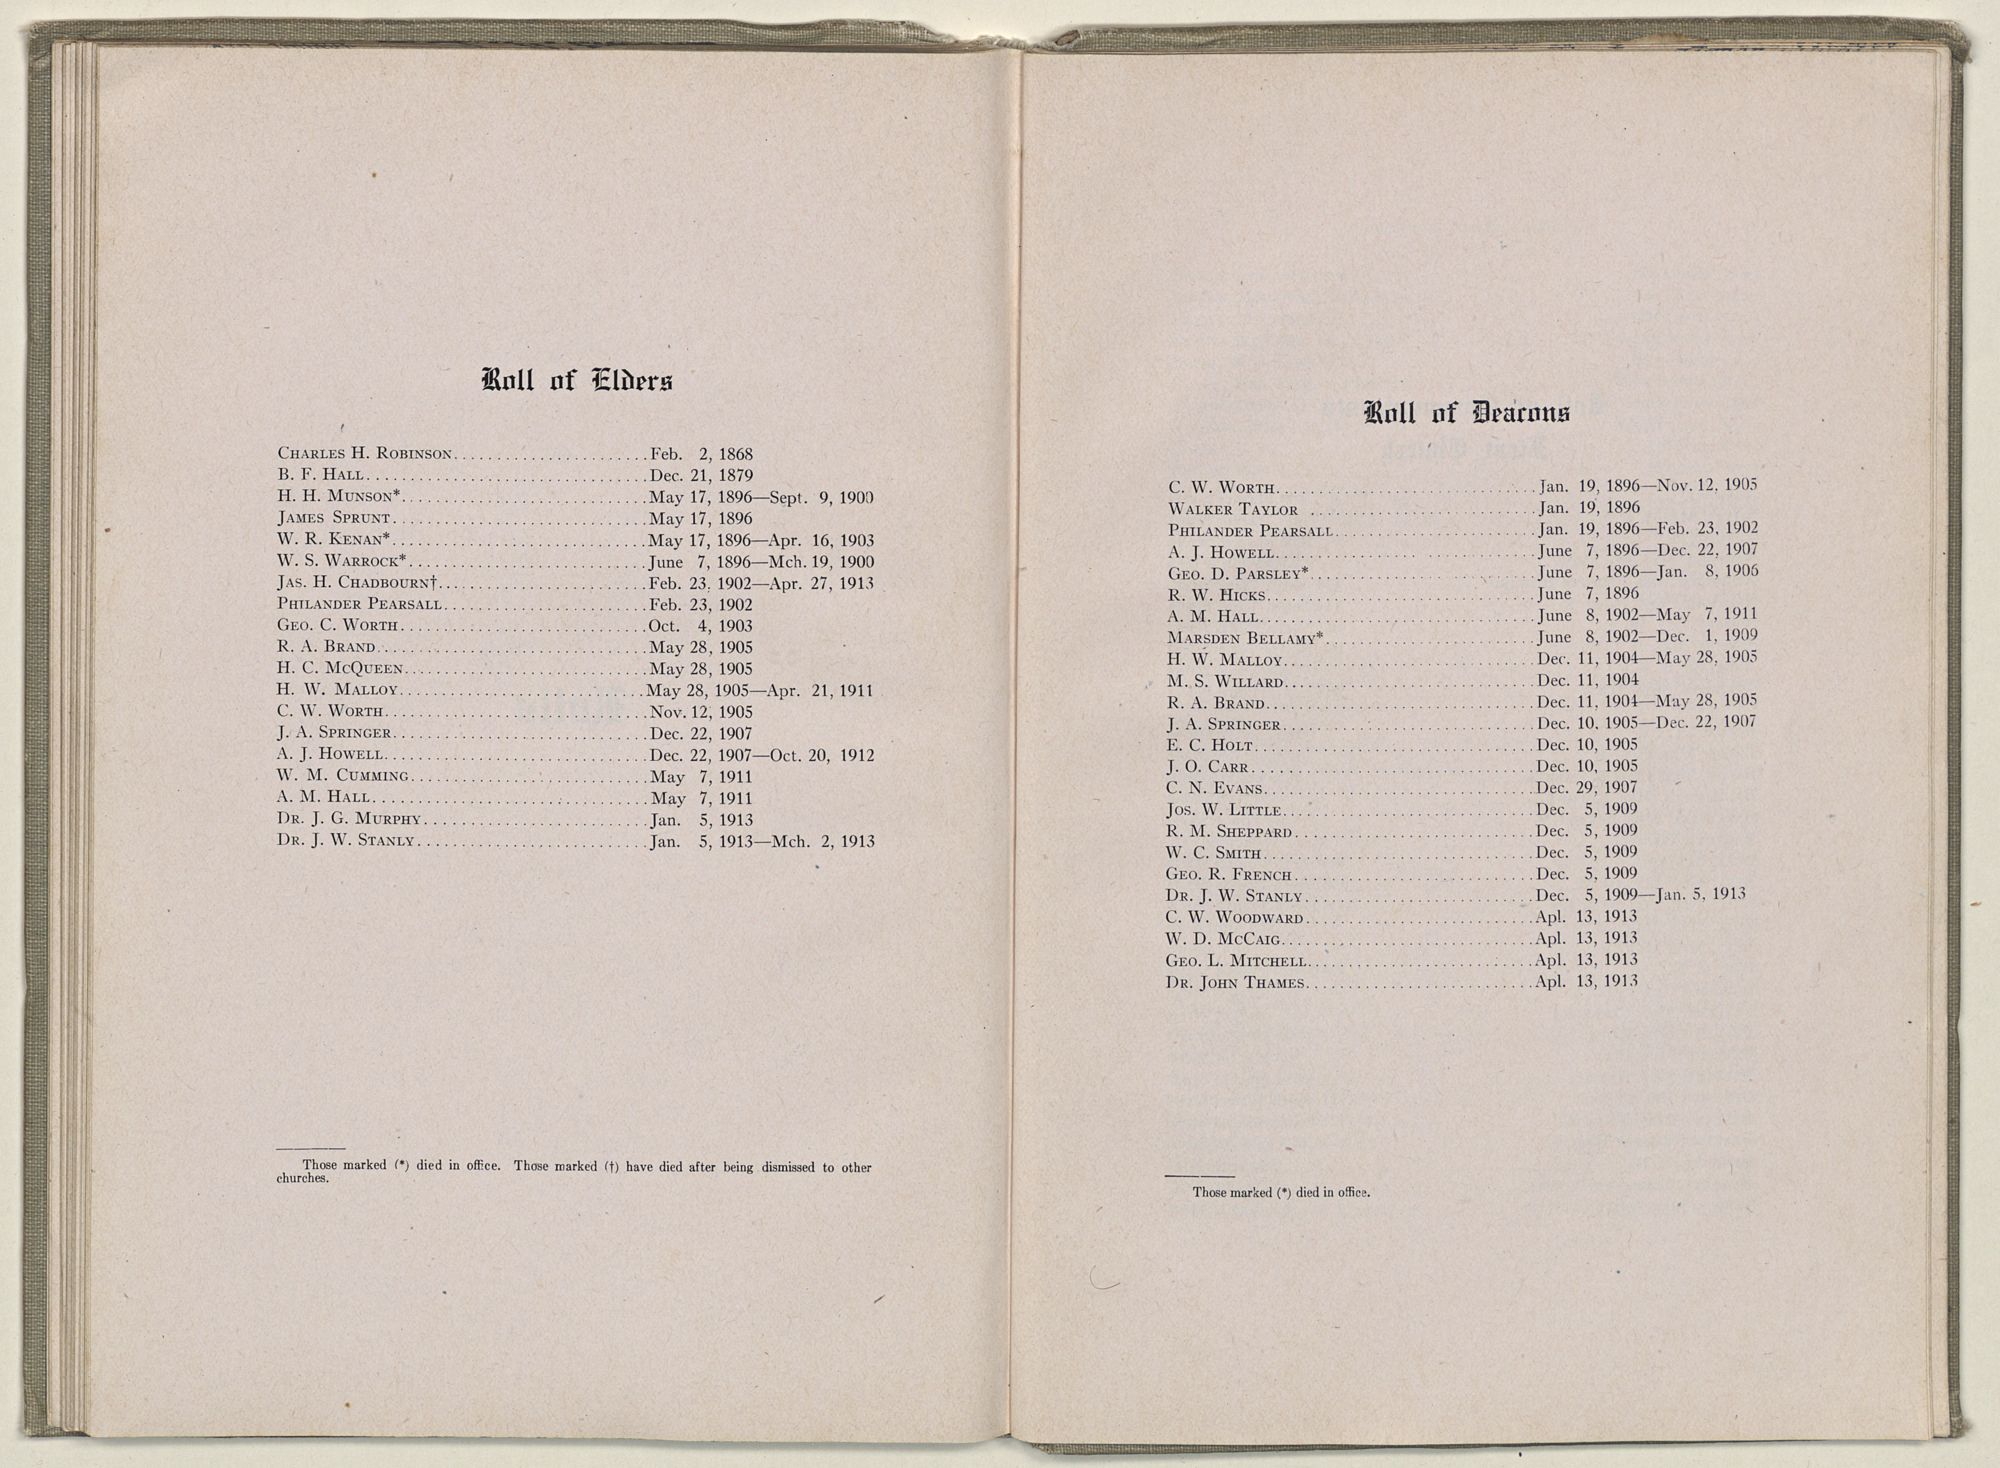 Roll of Elders
CHARLES H. ROBINSON.......................Feb. 2, 1868
B. F. HALL.................................Dec. 21, 1879
H. H. MUNSON*.............................May 17, 1896—Sept. 9, 1900
JAMES SPRUNT..............................May 17, 1896
W. R. KENAN*..............................May 17, 1896—Apr. 16, 1903
W. S. WARROCK*............................June 7, 1896—Mch. 19, 1900
JAS. H. CHADBOURN†........................Feb. 23, 1902—Apr. 27, 1913
PHILANDER PEARSALL........................Feb. 23, 1902
GEO. C. WORTH.............................Oct. 4, 1903
R. A. BRAND................................May 28, 1905
H. C. MCQUEEN.............................May 28, 1905
H. W. MALLOY.............................May 28, 1905—Apr. 21, 1911
C. W. WORTH...............................Nov. 12, 1905
J. A. SPRINGER..............................Dec. 22, 1907
A. J. HOWELL...............................Dec. 22, 1907—Oct. 20, 1912
W. M. CUMMING............................May 7, 1911
A. M. HALL.................................May 7, 1911
DR. J. G. MURPHY..........................Jan. 5, 1913
DR. J. W. STANLY...........................Jan. 5, 1913—Mch. 2, 1913
Those marked (*) died in office. Those marked (†) have died after being dismissed to other
churches.
Roll of Deacons
C. W. WORTH..............................Jan. 19, 1896—Nov. 12, 1905
WALKER TAYLOR ..........................Jan. 19, 1896
PHILANDER PEARSALL.......................Jan. 19, 1896—Feb. 23, 1902
A. J. HOWELL..............................June 7, 1896—Dec. 22, 1907
GEO. D. PARSLEY*..........................June 7, 1896—Jan. 8, 1906
R. W. HICKS...............................June 7, 1896
A. M. HALL................................June 8, 1902—May 7, 1911
MARSDEN BELLAMY*........................June 8, 1902—Dec. 1, 1909
H. W. MALLOY.............................Dec. 11, 1904—May 28, 1905
M. S. WILLARD.............................Dec. 11, 1904
R. A. BRAND...............................Dec. 11, 1904—May 28, 1905
J. A. SPRINGER.............................Dec. 10, 1905—Dec. 22, 1907
E. C. HOLT................................Dec. 10, 1905
J. O. CARR.................................Dec. 10, 1905
C. N. EVANS...............................Dec. 29, 1907
JOS. W. LITTLE.............................Dec. 5, 1909
R. M. SHEPPARD............................Dec. 5, 1909
W. C. SMITH...............................Dec. 5, 1909
GEO. R. FRENCH............................Dec. 5, 1909
DR. J. W. STANLY..........................Dec. 5, 1909—Jan. 5, 1913
C. W. WOODWARD..........................Apl. 13, 1913
W. D. MCCAIG.............................Apl. 13, 1913
GEO. L. MITCHELL..........................Apl. 13, 1913
DR. JOHN THAMES..........................Apl. 13, 1913
Those marked (*) died in office.